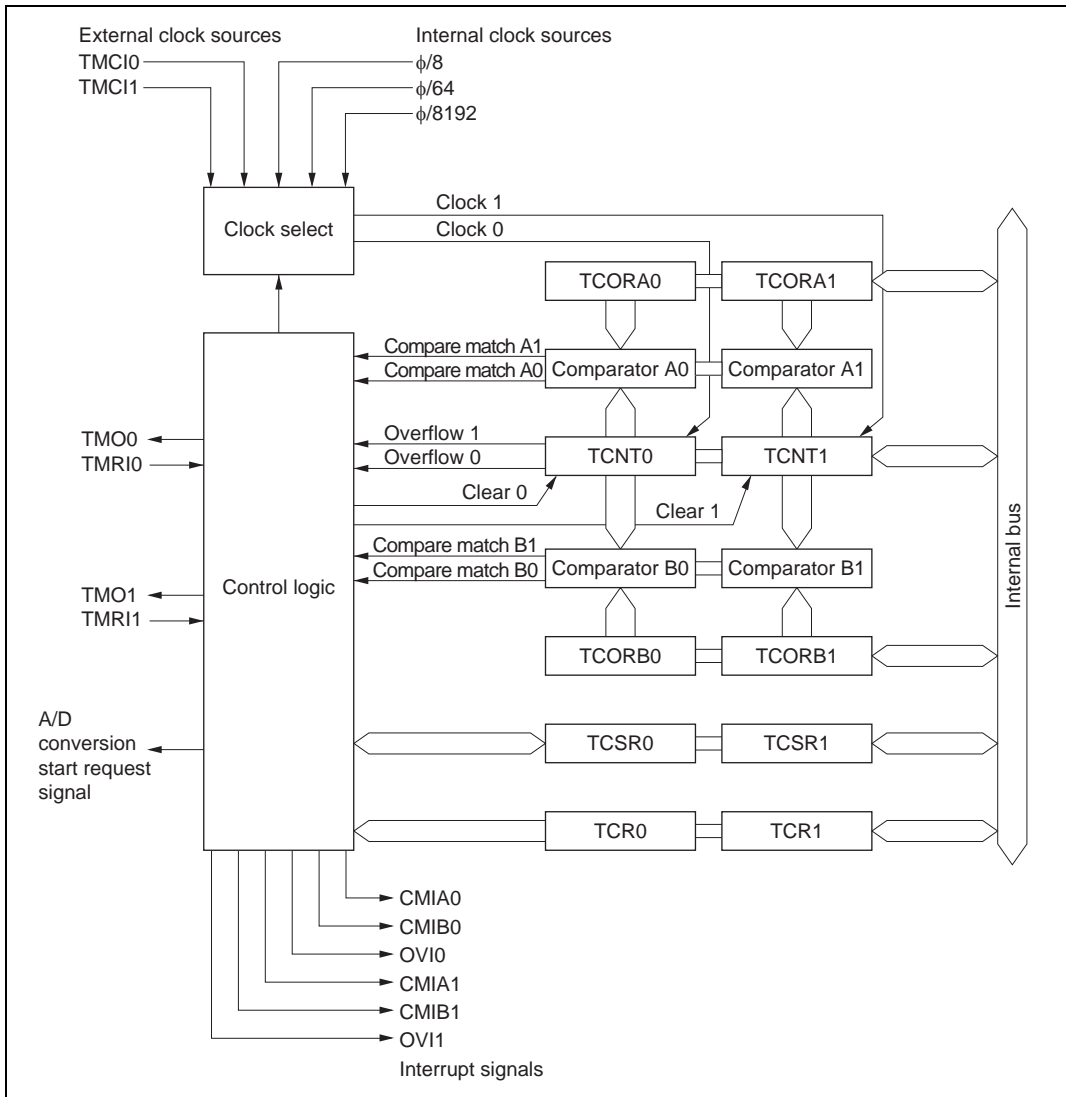 External clock sources
Internal clock sources
TMCI0
ϕ/8
TMCI1
ϕ/64
ϕ/8192
Clock select
Clock 1
Clock 0
TCORA0
TCORA1
Compare match A1
Compare match A0
Comparator A0
Comparator A1
TMO0
TMRI0
Overflow 1
Overflow 0
TCNT0
TCNT1
Clear 0
Clear 1
Compare match B1
Compare match B0
Comparator B0
Comparator B1
Control logic
TMO1
TMRI1
Internal bus
TCORB0
TCORB1
A/D
conversion
start request
signal
TCSR0
TCSR1
TCR0
TCR1
CMIA0
CMIB0
OVI0
CMIA1
CMIB1
OVI1
Interrupt signals